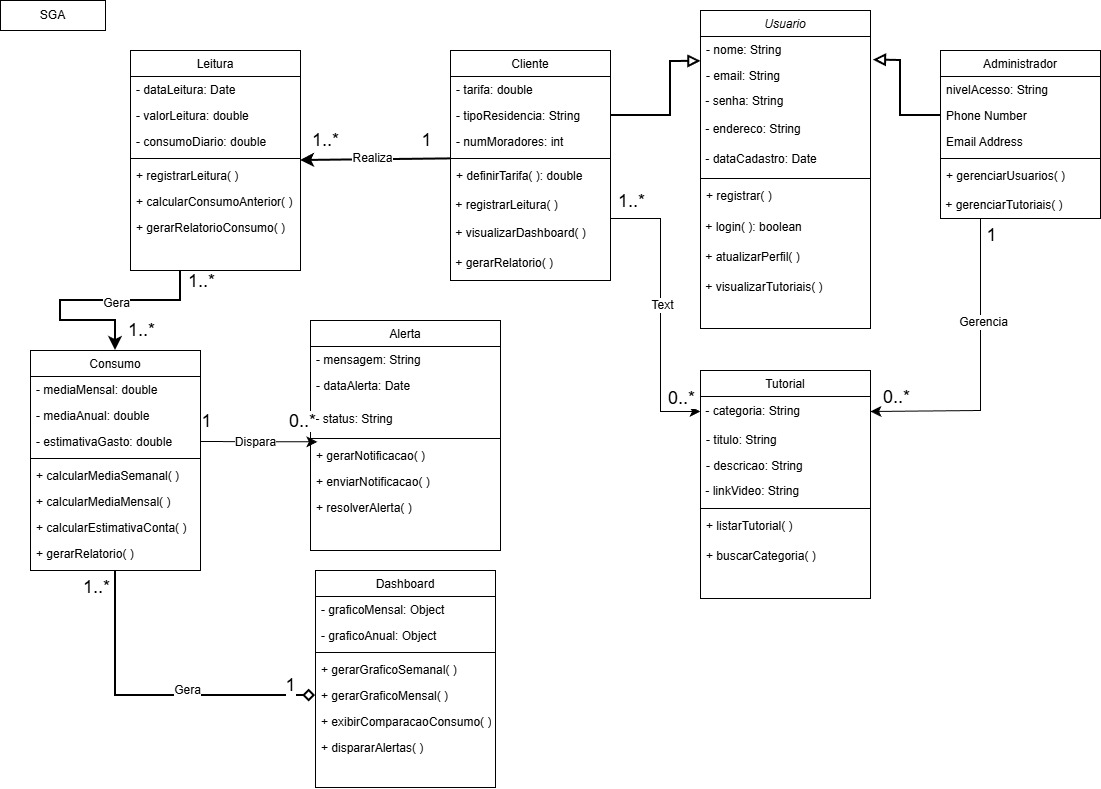 SGA
Leitura
- dataLeitura: Date
- valorLeitura: double
- consumoDiario: double
+ registrarLeitura( )
+ calcularConsumoAnterior( )
+ gerarRelatorioConsumo( )
1..*
1
Realiza
Cliente
- tarifa: double
- tipoResidencia: String
- numMoradores: int
+ definirTarifa( ): double
+ registrarLeitura( )
+ visualizarDashboard( )
+ gerarRelatorio( )
Usuario
- nome: String
- email: String
- senha: String
- endereco: String
- dataCadastro: Date
+ registrar( )
+ login( ): boolean
+ atualizarPerfil( )
+ visualizarTutoriais( )
Administrador
nivelAcesso: String
Phone Number
Email Address
+ gerenciarUsuarios( )
+ gerenciarTutoriais( )
1..*
Text
0..*
1
Gerencia
0..*
1..*
Gera
1..*
Consumo
- mediaMensal: double
- mediaAnual: double
- estimativaGasto: double
+ calcularMediaSemanal( )
+ calcularMediaMensal( )
+ calcularEstimativaConta( )
+ gerarRelatorio( )
1
Dispara
0..*
Alerta
- mensagem: String
- dataAlerta: Date
- status: String
+ gerarNotificacao( )
+ enviarNotificacao( )
+ resolverAlerta( )
Tutorial
- categoria: String
- titulo: String
- descricao: String
- linkVideo: String
+ listarTutorial( )
+ buscarCategoria( )
1..*
Gera
1
Dashboard
- graficoMensal: Object
- graficoAnual: Object
+ gerarGraficoSemanal( )
+ gerarGraficoMensal( )
+ exibirComparacaoConsumo( )
+ dispararAlertas( )